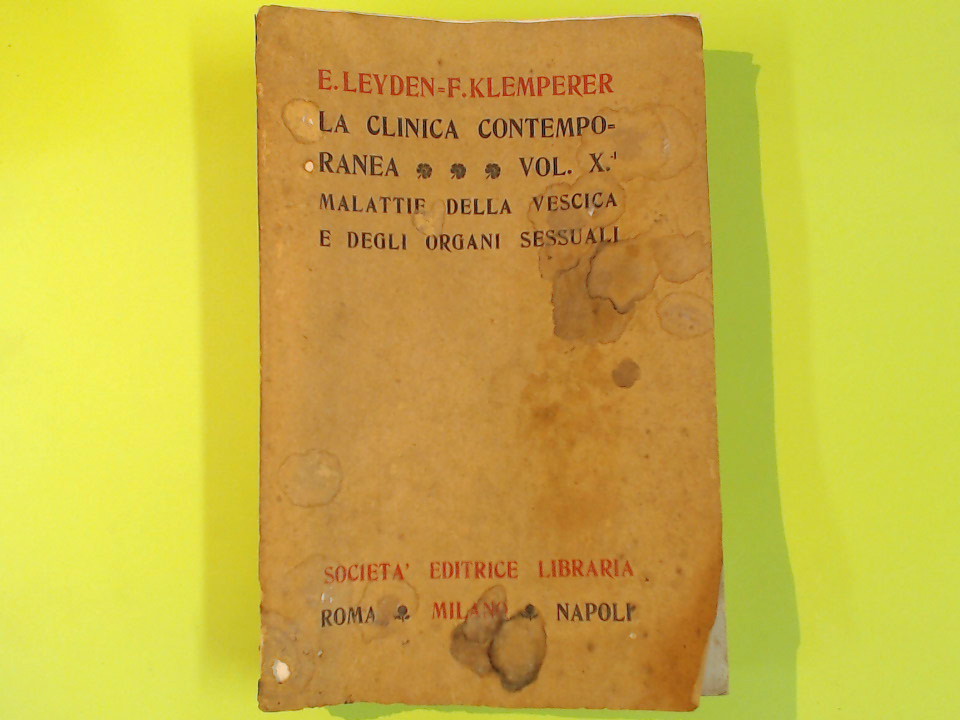 E. LEYDEN=F. KLEMPERER
LA CLINICA CONTEMPO=
RANEA VOL. X.-I
MALATTIE DELLA VESCICA
E DEGLI ORGANI SESSUALI
SOCIETA' EDITRICE LIBRARIA
ROMA MILANO NAPOLI